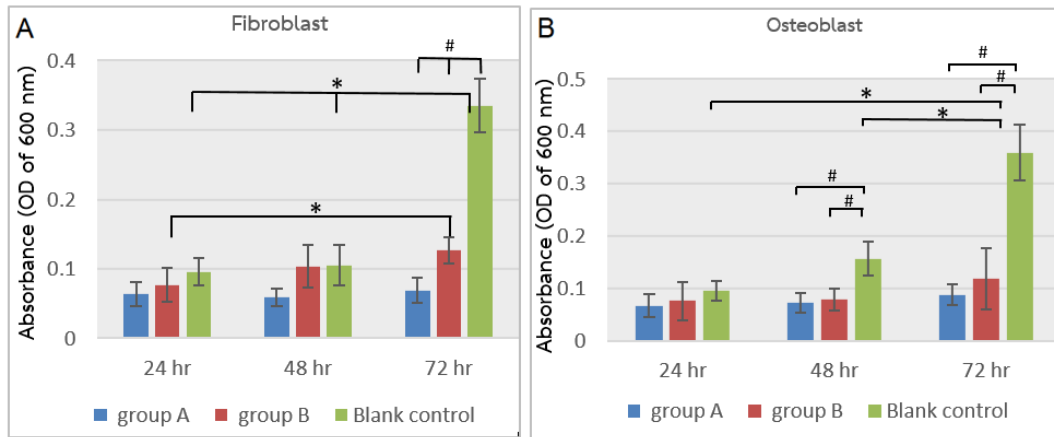 A
Fibroblast
Absorbance (OD of 600 nm)
0.4
0.3
0.2
0.1
0
#
*
*
24 hr
48 hr
72 hr
group A
group B
Blank control
B
Osteoblast
Absorbance (OD of 600 nm)
0.5
0.4
0.3
0.2
0.1
0
#
#
*
*
#
#
24 hr
48 hr
72 hr
group A
group B
Blank control